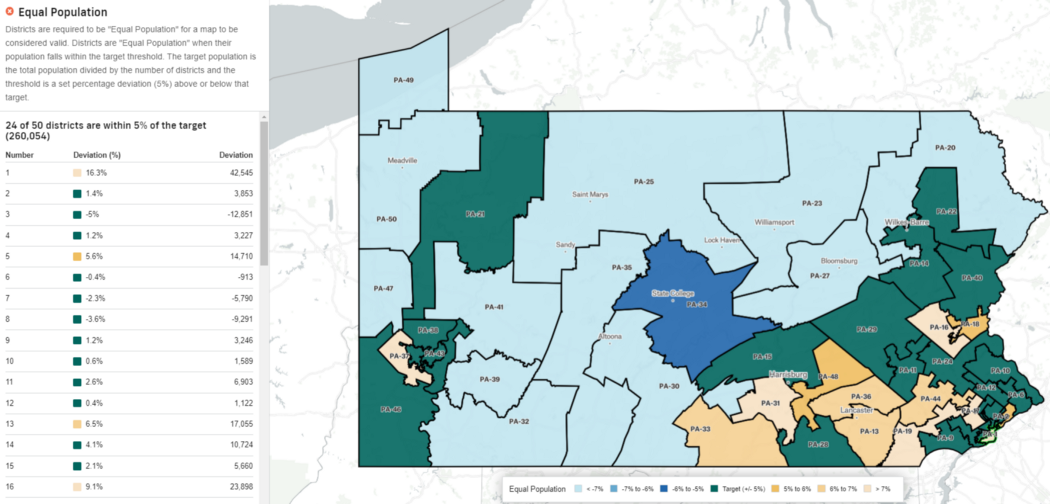 Equal Population
Districts are required to be "Equal Population" for a map to be
considered valid. Districts are "Equal Population" when their
population falls within the target threshold. The target population is
the total population divided by the number of districts and the
threshold is a set percentage deviation (5%) above or below that
target.
24 of 50 districts are within 5% of the target
(260,054)
Number Deviation (%) Deviation
1 16.3% 42,545
2 1.4% 3,853
3 -5% -12,851
4 1.2% 3,227
5 5.6% 14,710
6 -0.4% -913
7 -2.3% -5,790
8 -3.6% -9,291
9 1.2% 3,246
10 0.6% 1,589
11 2.6% 6,903
12 0.4% 1,122
13 6.5% 17,055
14 4.1% 10,724
15 2.1% 5,660
16 9.1% 23,898
PA-49
PA-20
Meadville
PA-25
Saint Marys
PA-23
PA-21
PA-22
PA-50
Williamsport
Wilkes-Barre
Lock Haven
Sandy
Bloomsburg
PA-35
PA-14
PA-27
PA-40
PA-47
State College
PA-34
PA-41
PA-16
PA-18
PA-38
PA-29
Altoona
PA-15
PA-24
PA-11
PA-10
Harrisburg
PA-48
PA-39
PA-30
PA-12
PA-36
PA-44
PA-31
PA-46
Lancaster
PA-32
PA-33
PA-13
PA-19
PA-9
PA-28
Equal Population < -7% -7% to -6% -6% to -5% Target (+/- 5%) 5% to 6% 6% to 7% > 7%